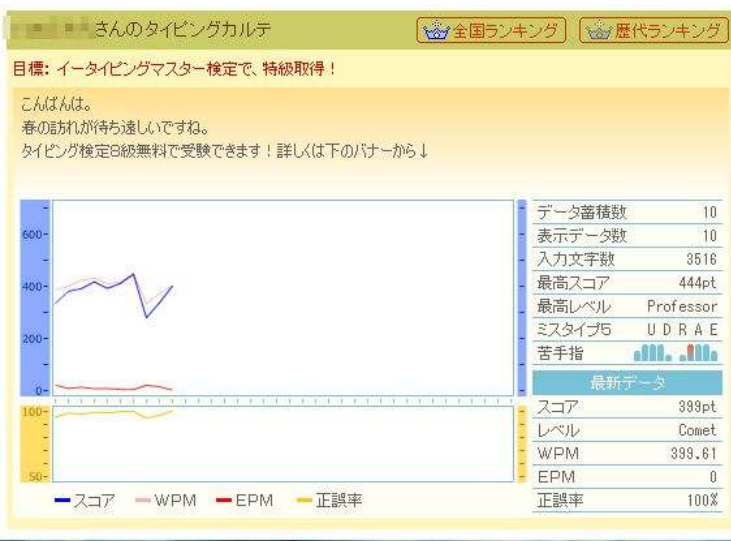 さんのタイピングカルテ
全国ランキング
歴代ランキング
目標: イータイピングマスター検定で、特級取得！
こんばんは。
春の訪れが待ち遠しいですね。
タイピング検定8級無料で受験できます！詳しくは下のバナーから↓
600
400
200
0
100
50
スコア WPM EPM 正誤率
データ蓄積数 10
表示データ数 10
入力文字数 3516
最高スコア 444pt
最高レベル Professor
ミスタイプ5 U D R A E
苦手指
最新データ
スコア 399pt
レベル Comet
WPM 399.61
EPM 0
正誤率 100%